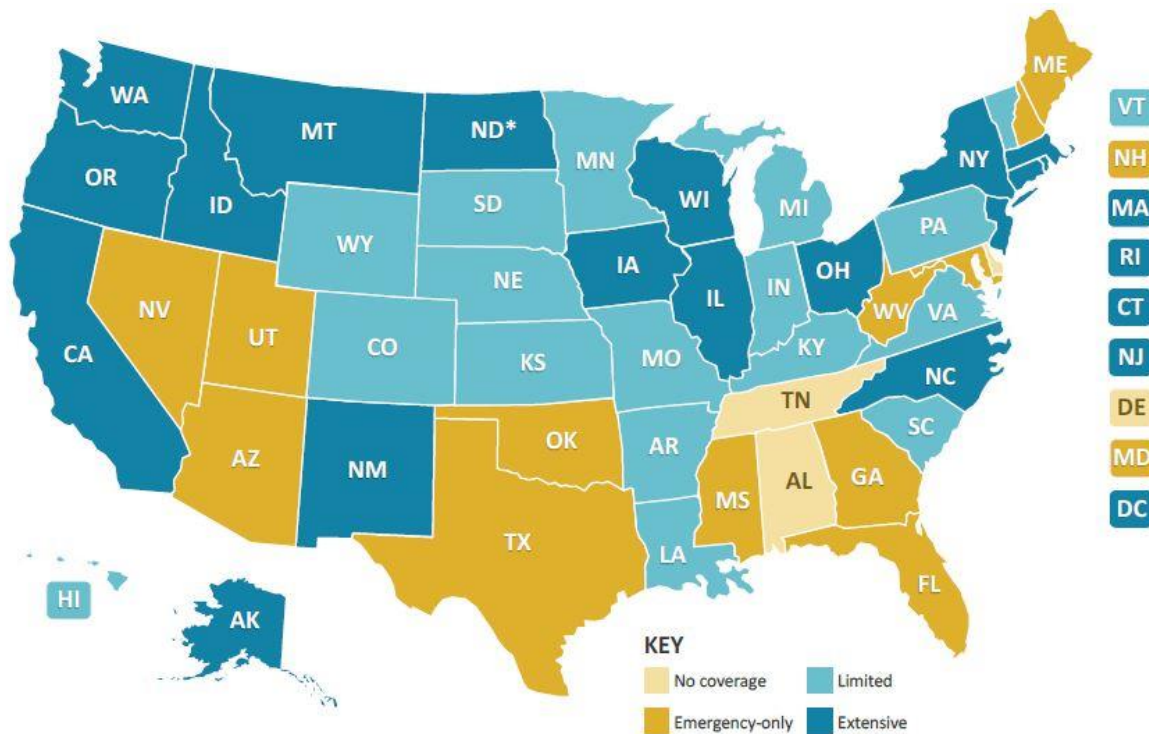 ME
WA
VT
MT
ND*
MN
NH
OR
NY
ID
WI
MA
SD
MI
WY
PA
RI
IA
NE
OH
CT
IL
IN
NV
WV
VA
UT
CO
NJ
CA
KS
MO
KY
NC
DE
TN
OK
SC
AZ
AR
MD
NM
GA
AL
MS
DC
TX
LA
FL
HI
AK
KEY
No coverage
Limited
Emergency-only
Extensive